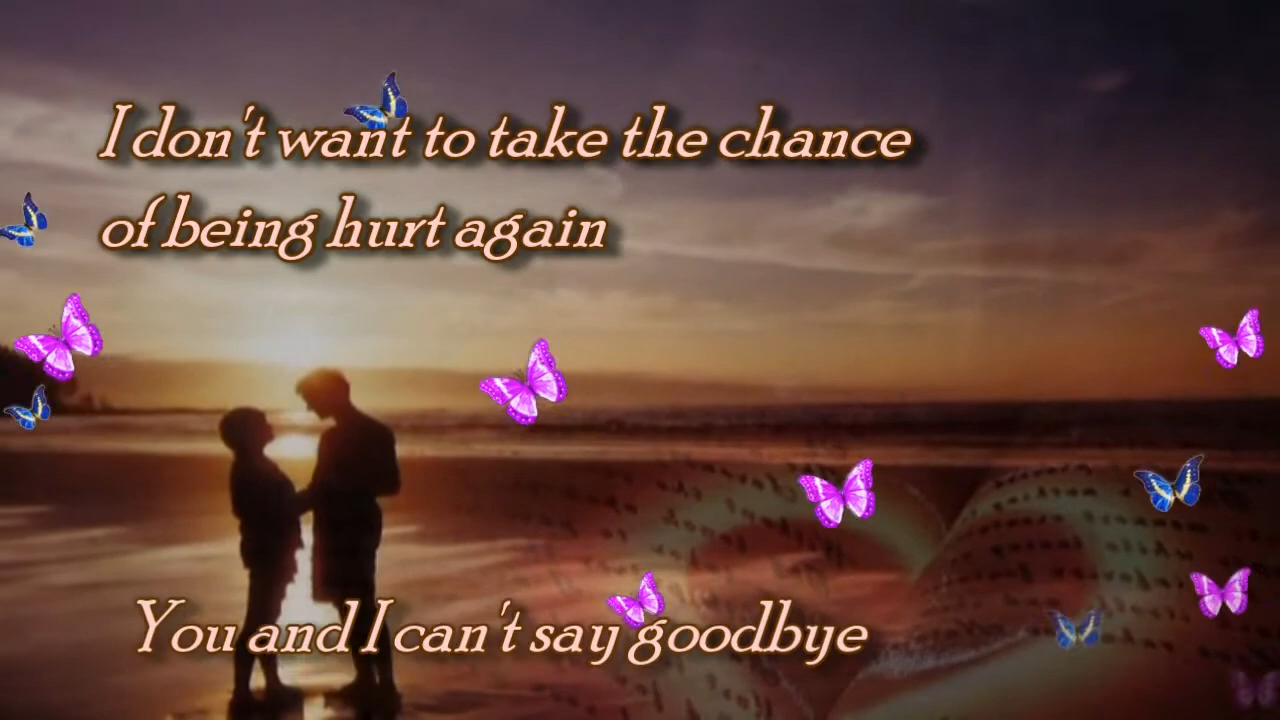 I don't want to take the chance
of being hurt again
You and I can't say goodbye